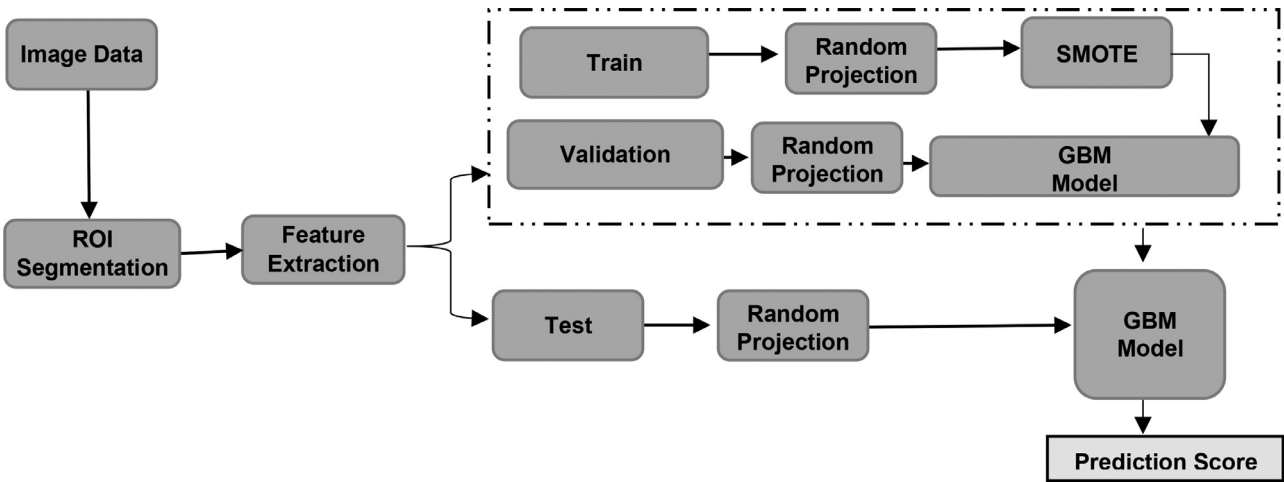 Image Data
ROI
Segmentation
Feature
Extraction
Train
Random
Projection
SMOTE
Validation
Random
Projection
GBM
Model
Test
Random
Projection
GBM
Model
Prediction Score